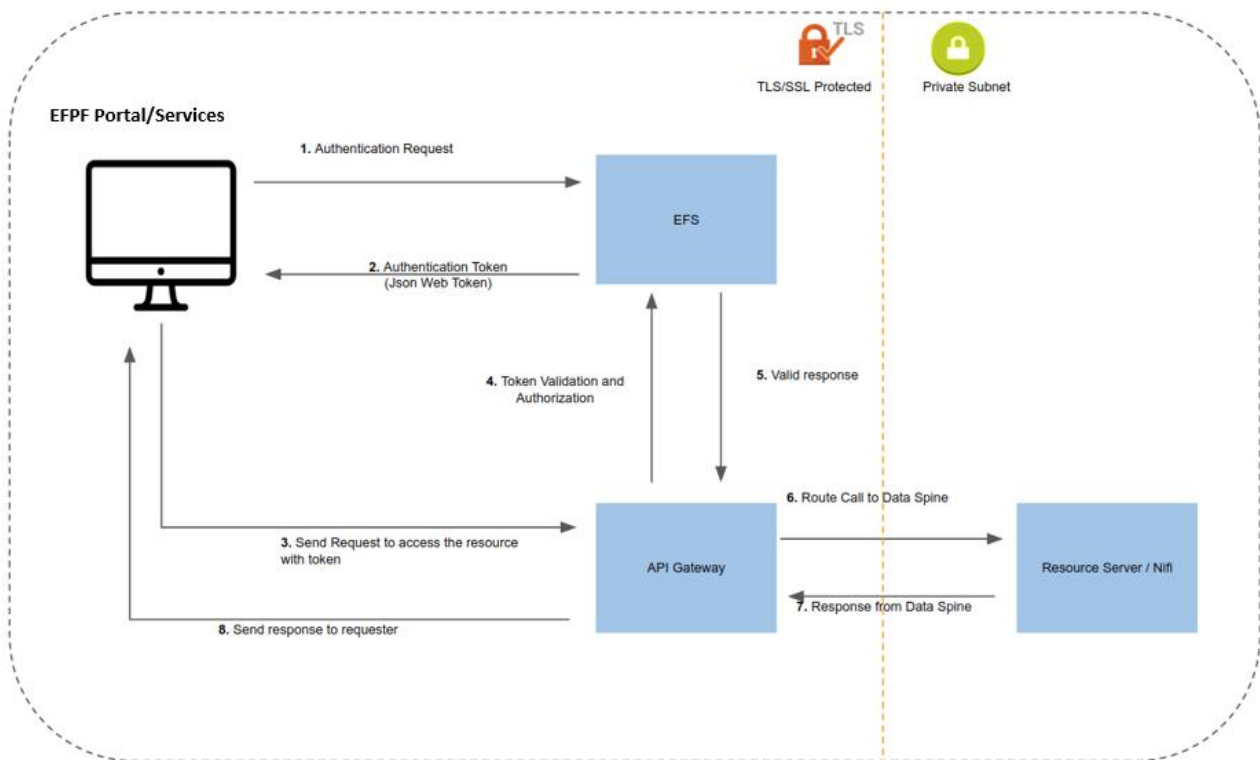 TLS
TLS/SSL Protected
Private Subnet
EFPF Portal/Services
1. Authentication Request
EFS
2. Authentication Token
(Json Web Token)
4. Token Validation and
Authorization
5. Valid response
6. Route Call to Data Spine
3. Send Request to access the resource
with token
API Gateway
Resource Server / Nifi
7. Response from Data Spine
8. Send response to requester